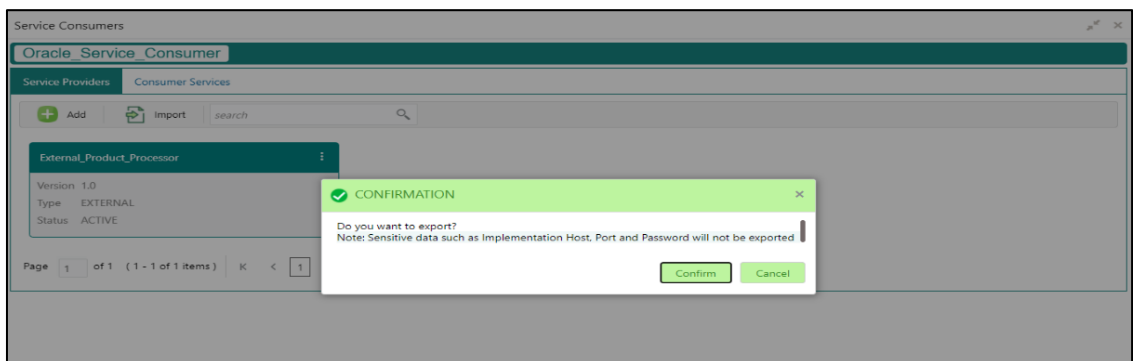 Service Consumers
Oracle_Service_Consumer
Service Providers Consumer Services
Add Import search
External_Product_Processor
Version 1.0
Type EXTERNAL
Status ACTIVE
CONFIRMATION
Do you want to export?
Note: Sensitive data such as Implementation Host, Port and Password will not be exported
Confirm Cancel
Page 1 of 1 (1 - 1 of 1 items) K < 1